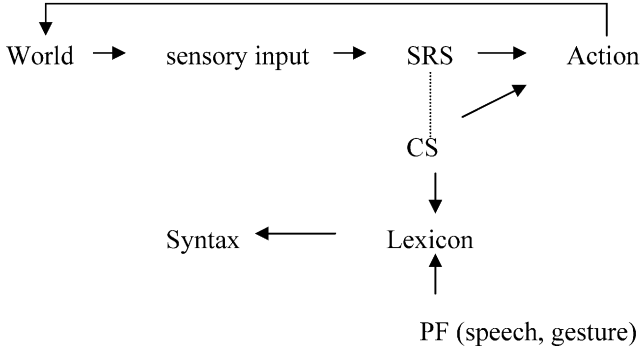 World sensory input SRS Action
CS
Syntax Lexicon
PF (speech, gesture)